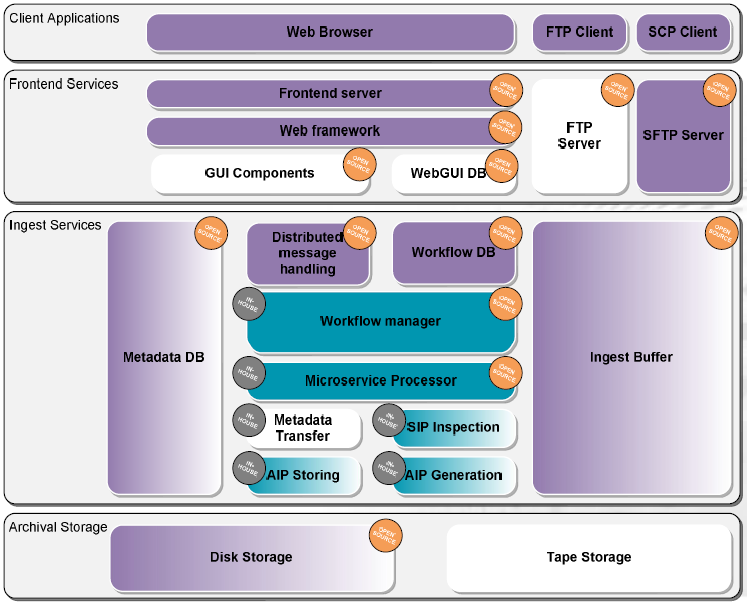 Client Applications
Web Browser
FTP Client
SCP Client
Frontend Services
Frontend server
OPEN
SOURCE
Web framework
OPEN
SOURCE
GUI Components
OPEN
SOURCE
WebGUI DB
OPEN
SOURCE
FTP
Server
OPEN
SOURCE
SFTP Server
OPEN
SOURCE
Ingest Services
Metadata DB
OPEN
SOURCE
Distributed
message
handling
OPEN
SOURCE
Workflow DB
OPEN
SOURCE
IN-
HOUSE
Workflow manager
OPEN
SOURCE
IN-
HOUSE
Microservice Processor
OPEN
SOURCE
IN-
HOUSE
Metadata
Transfer
IN-
HOUSE
SIP Inspection
IN-
HOUSE
AIP Storing
IN-
HOUSE
AIP Generation
Ingest Buffer
OPEN
SOURCE
Archival Storage
Disk Storage
OPEN
SOURCE
Tape Storage